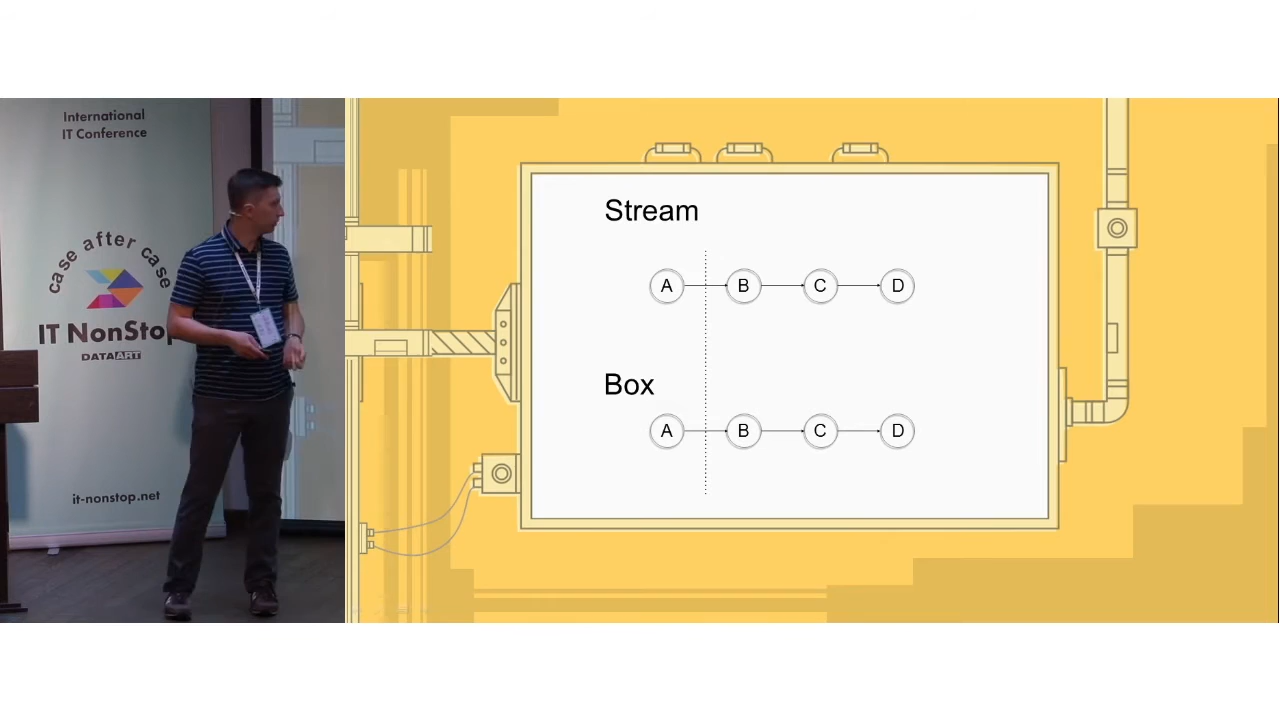 International
IT Conference
case after case
IT NonStop
DATAART
it-nonstop.net
Stream
A B C D
Box
A B C D